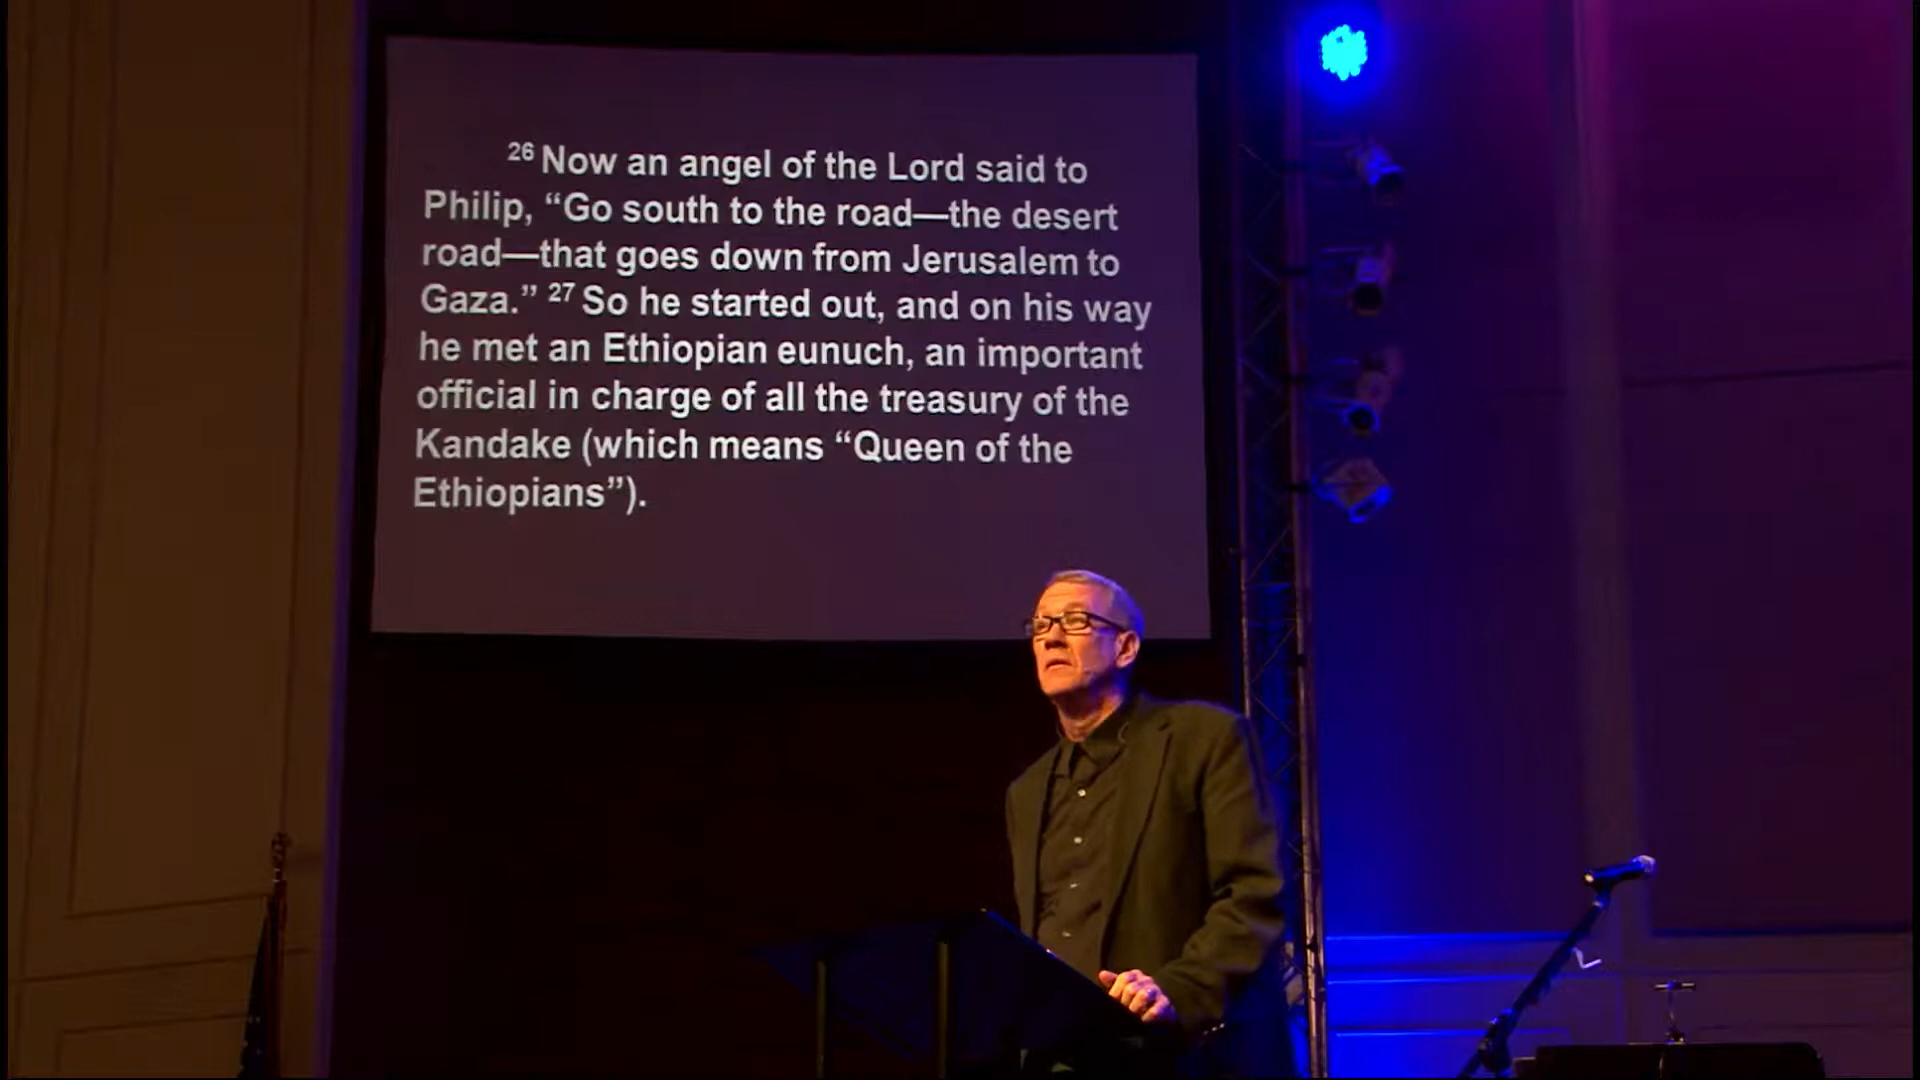 26 Now an angel of the Lord said to
Philip, “Go south to the road—the desert
road—that goes down from Jerusalem to
Gaza.” 27 So he started out, and on his way
he met an Ethiopian eunuch, an important
official in charge of all the treasury of the
Kandake (which means “Queen of the
Ethiopians”).